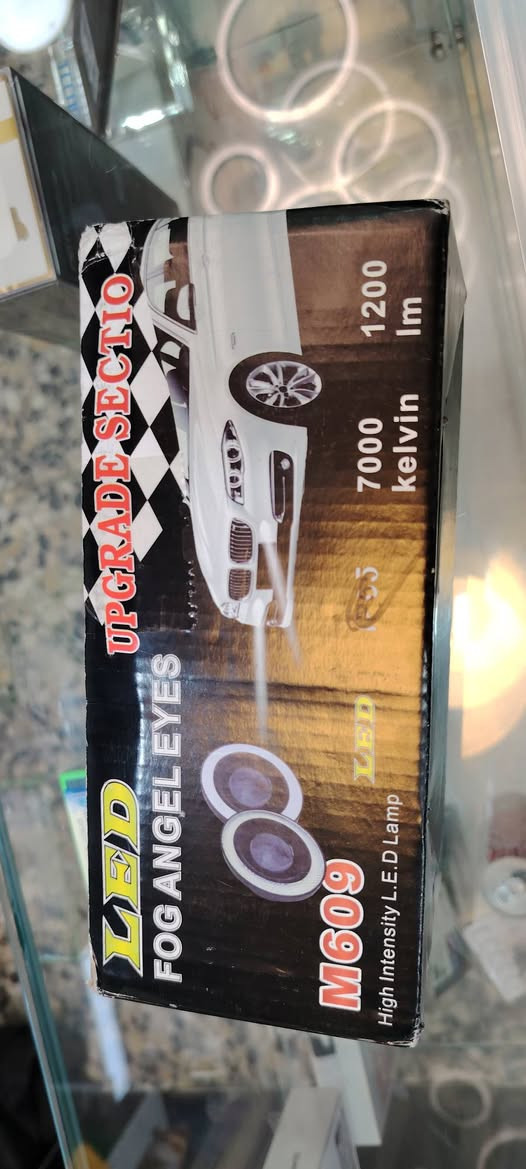 LED
UPGRADE SECTIO
FOG ANGEL EYES
M609
High Intensity L.E.D Lamp
LED
7000
kelvin
1200
lm